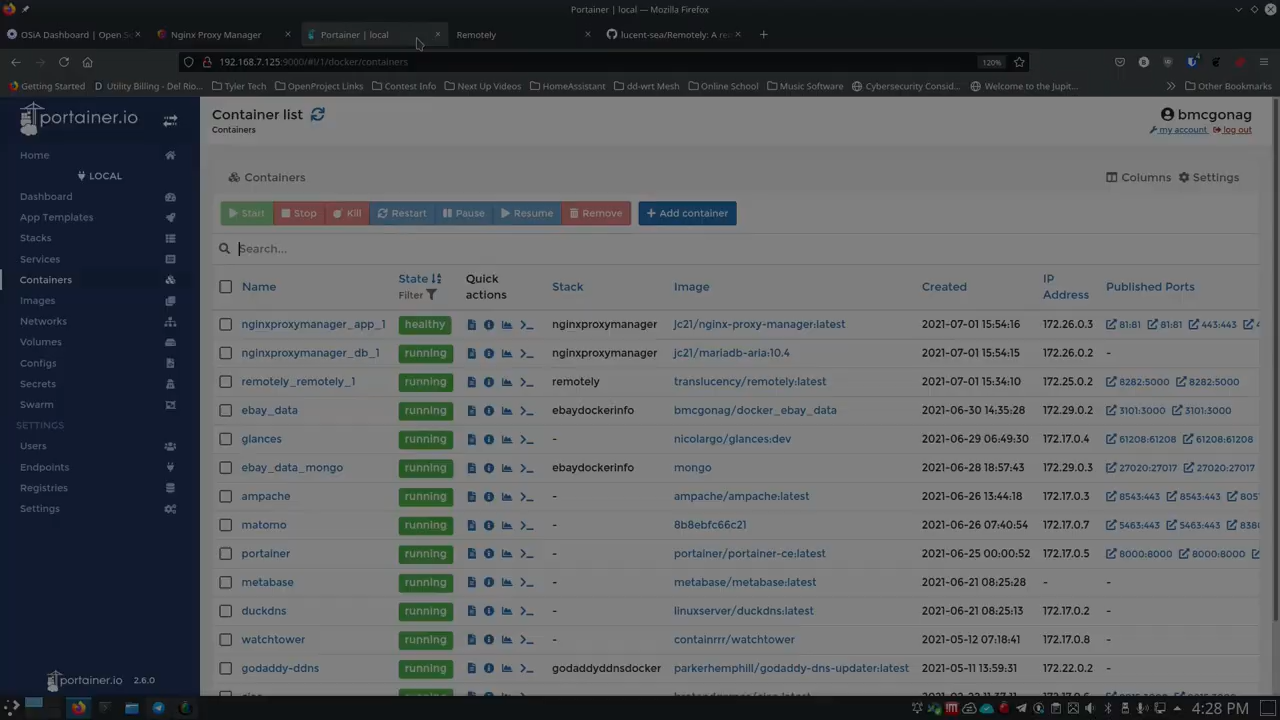 Portainer | local — Mozilla Firefox
OSiA Dashboard | Open S
Nginx Proxy Manager
Portainer | local
Remotely
lucent-sea/Remotely: A re
192.168.7.125:9000/#!/1/docker/containers
120%
Getting Started
Utility Billing - Del Rio...
Tyler Tech
OpenProject Links
Contest Info
Next Up Videos
HomeAssistant
dd-wrt Mesh
Online School
Music Software
Cybersecurity Consid...
Welcome to the Jupit...
Other Bookmarks
portainer.io
Container list
Containers
bmcgonag
my account
log out
Home
LOCAL
Dashboard
App Templates
Stacks
Services
Containers
Images
Networks
Volumes
Configs
Secrets
Swarm
SETTINGS
Users
Endpoints
Registries
Settings
portainer.io 2.6.0
Containers
Columns Settings
Start Stop Kill Restart Pause Resume Remove + Add container
Search...
Name State Filter Quick actions Stack Image Created IP Address Published Ports
nginxproxymanager_app_1 healthy nginxproxymanager jc21/nginx-proxy-manager:latest 2021-07-01 15:54:16 172.26.0.3 81:81 81:81 443:443 4
nginxproxymanager_db_1 running nginxproxymanager jc21/mariadb-aria:10.4 2021-07-01 15:54:15 172.26.0.2 -
remotely_remotely_1 running remotely translucency/remotely:latest 2021-07-01 15:34:10 172.25.0.2 8282:5000 8282:5000
ebay_data running ebaydockerinfo bmcgonag/docker_ebay_data 2021-06-30 14:35:28 172.29.0.2 3101:3000 3101:3000
glances running - nicolargo/glances:dev 2021-06-29 06:49:30 172.17.0.4 61208:61208 61208:61208
ebay_data_mongo running ebaydockerinfo mongo 2021-06-28 18:57:43 172.29.0.3 27020:27017 27020:27017
ampache running - ampache/ampache:latest 2021-06-26 13:44:18 172.17.0.3 8543:443 8543:443 805
matomo running - 8b8ebfc66c21 2021-06-26 07:40:54 172.17.0.7 5463:443 5463:443 838
portainer running - portainer/portainer-ce:latest 2021-06-25 00:00:52 172.17.0.5 8000:8000 8000:8000
metabase running - metabase/metabase:latest 2021-06-21 08:25:28 - -
duckdns running - linuxserver/duckdns:latest 2021-06-21 08:25:13 172.17.0.2 -
watchtower running - containrrr/watchtower 2021-05-12 07:18:41 172.17.0.8 -
godaddy-ddns running godaddyddnsdocker parkerhemphill/godaddy-dns-updater:latest 2021-05-11 13:59:31 172.22.0.2 -
4:28 PM